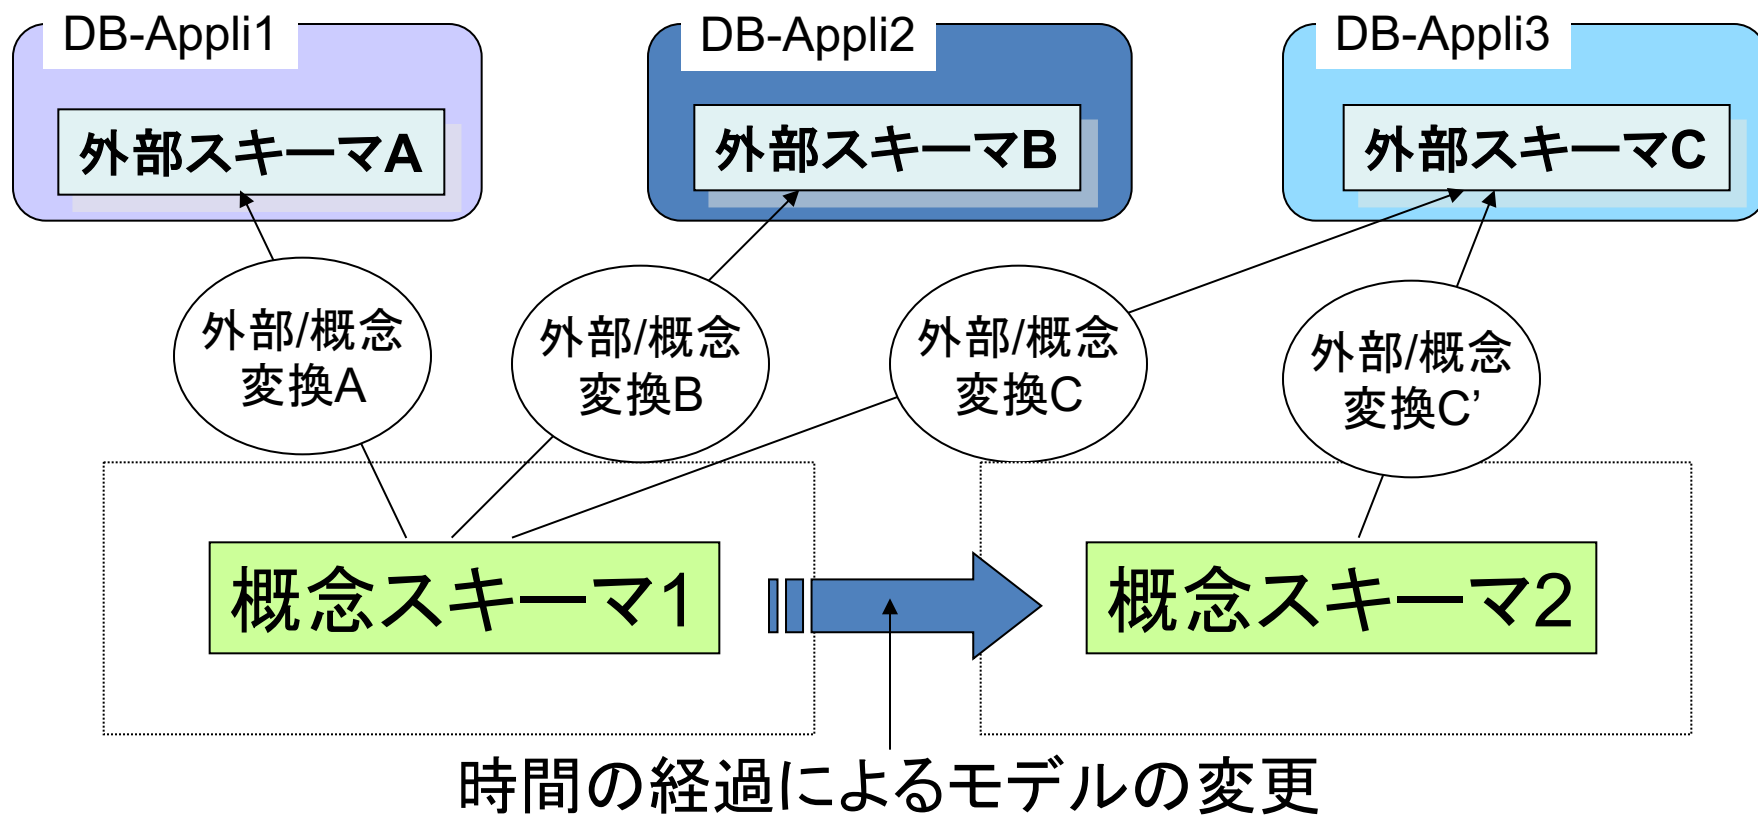 DB-Appli1
DB-Appli2
DB-Appli3
外部スキーマA
外部スキーマB
外部スキーマC
外部/概念
変換A
外部/概念
変換B
外部/概念
変換C
外部/概念
変換C’
概念スキーマ1
概念スキーマ2
時間の経過によるモデルの変更